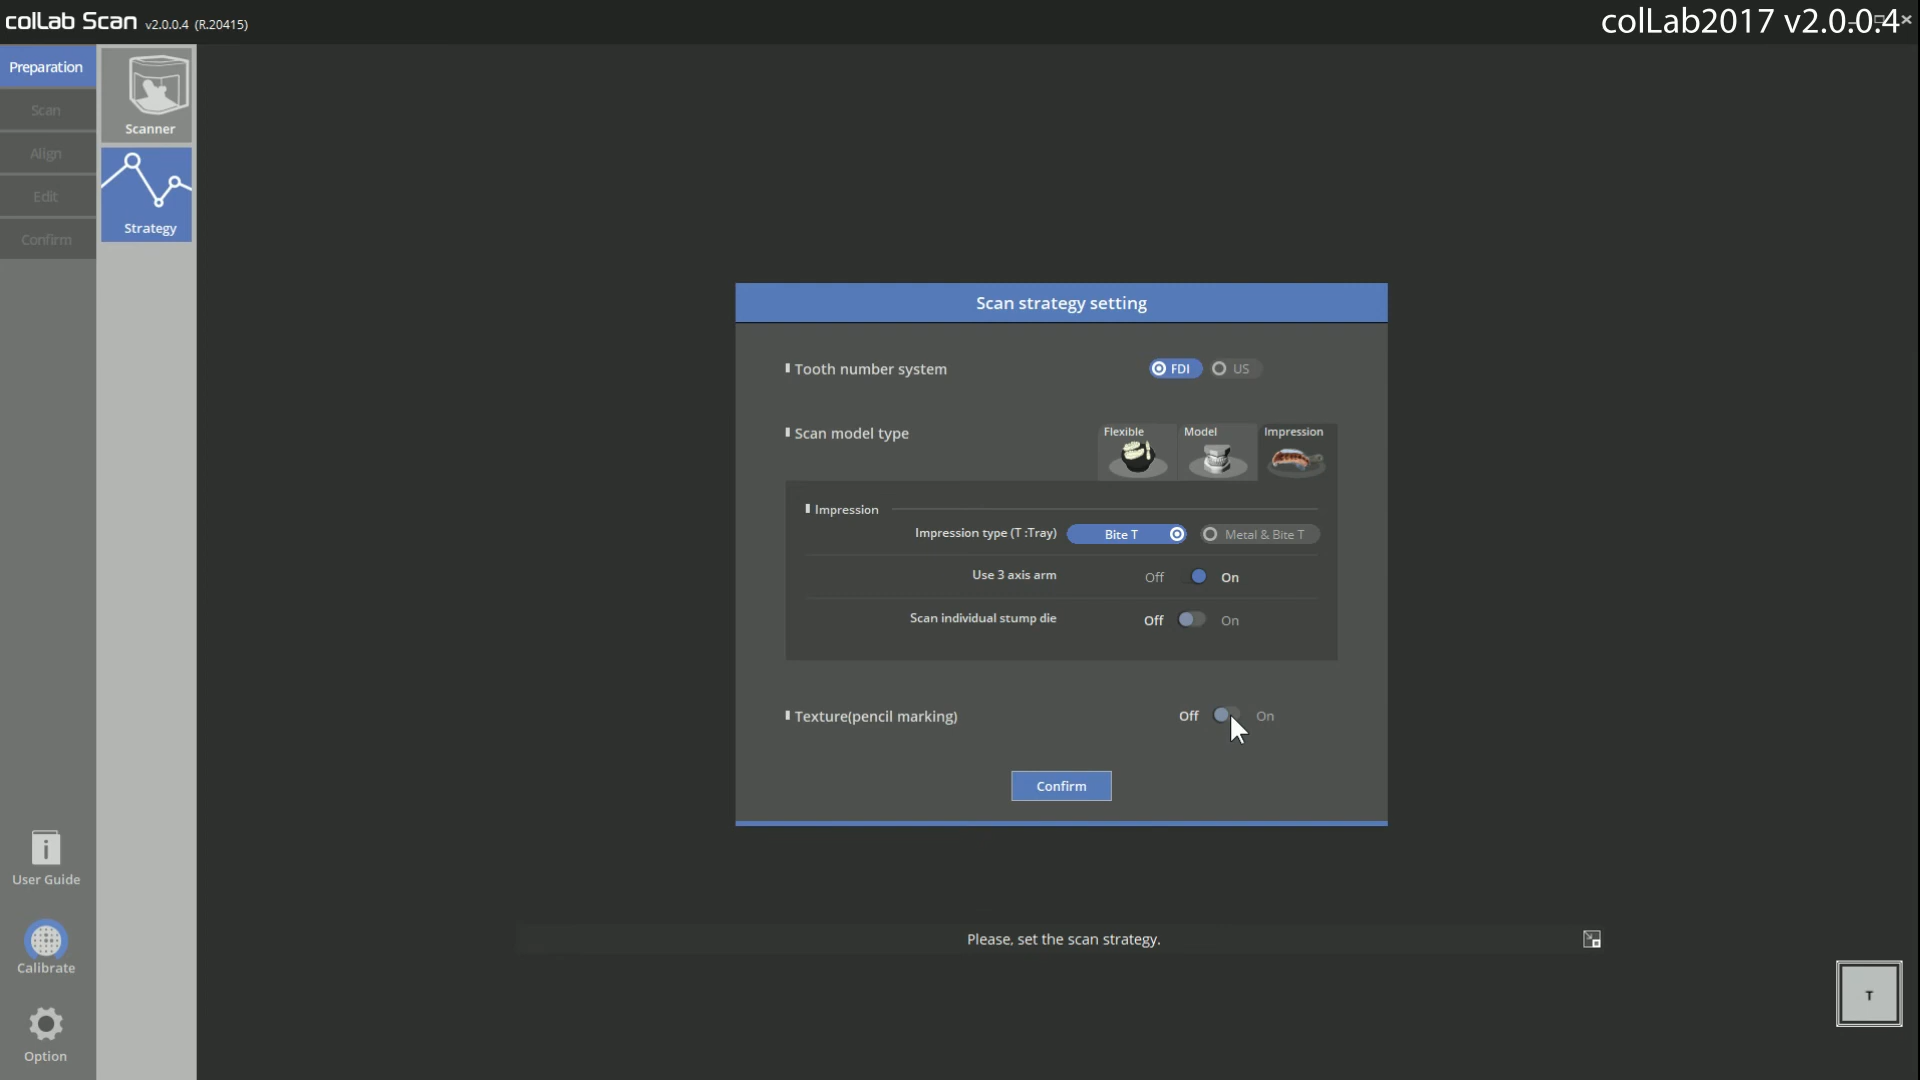 colLab Scan v2.0.0.4 (R.20415)
colLab2017 v2.0.0.4
Preparation
Scan
Align
Edit
Confirm
Scanner
Strategy
Scan strategy setting
Tooth number system
FDI
US
Scan model type
Flexible
Model
Impression
Impression
Impression type (T :Tray)
Bite T
Metal & Bite T
Use 3 axis arm
Off
On
Scan individual stump die
Off
On
Texture(pencil marking)
Off
On
Confirm
Please, set the scan strategy.
User Guide
Calibrate
Option
T